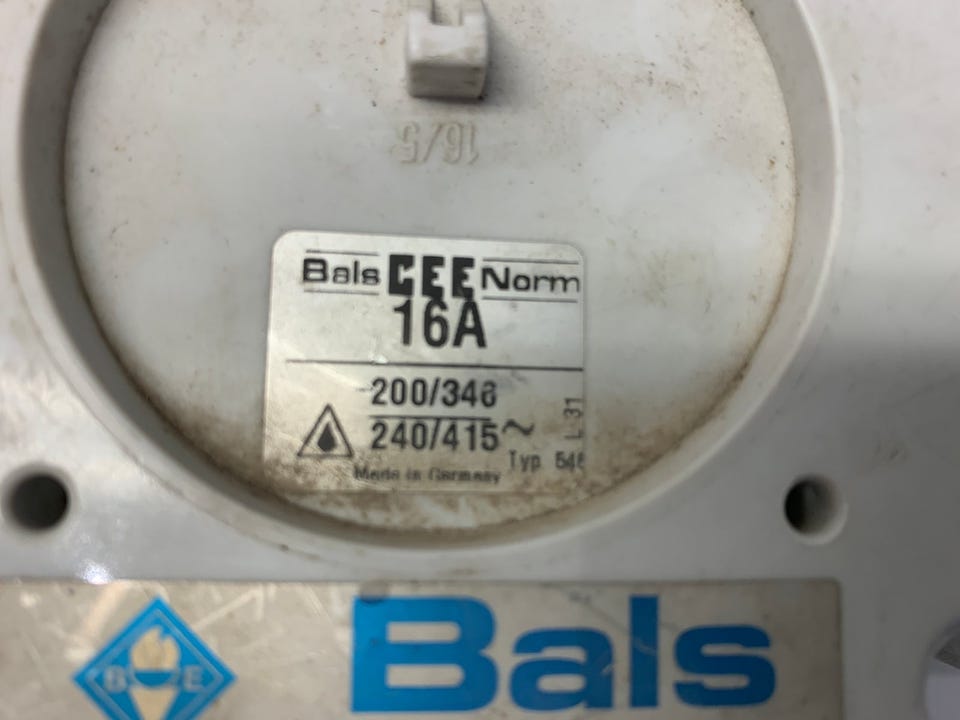 16/5
Bals CEE Norm
16A
200/346
240/415~
L 31
Typ 546
Made in Germany
B E
Bals